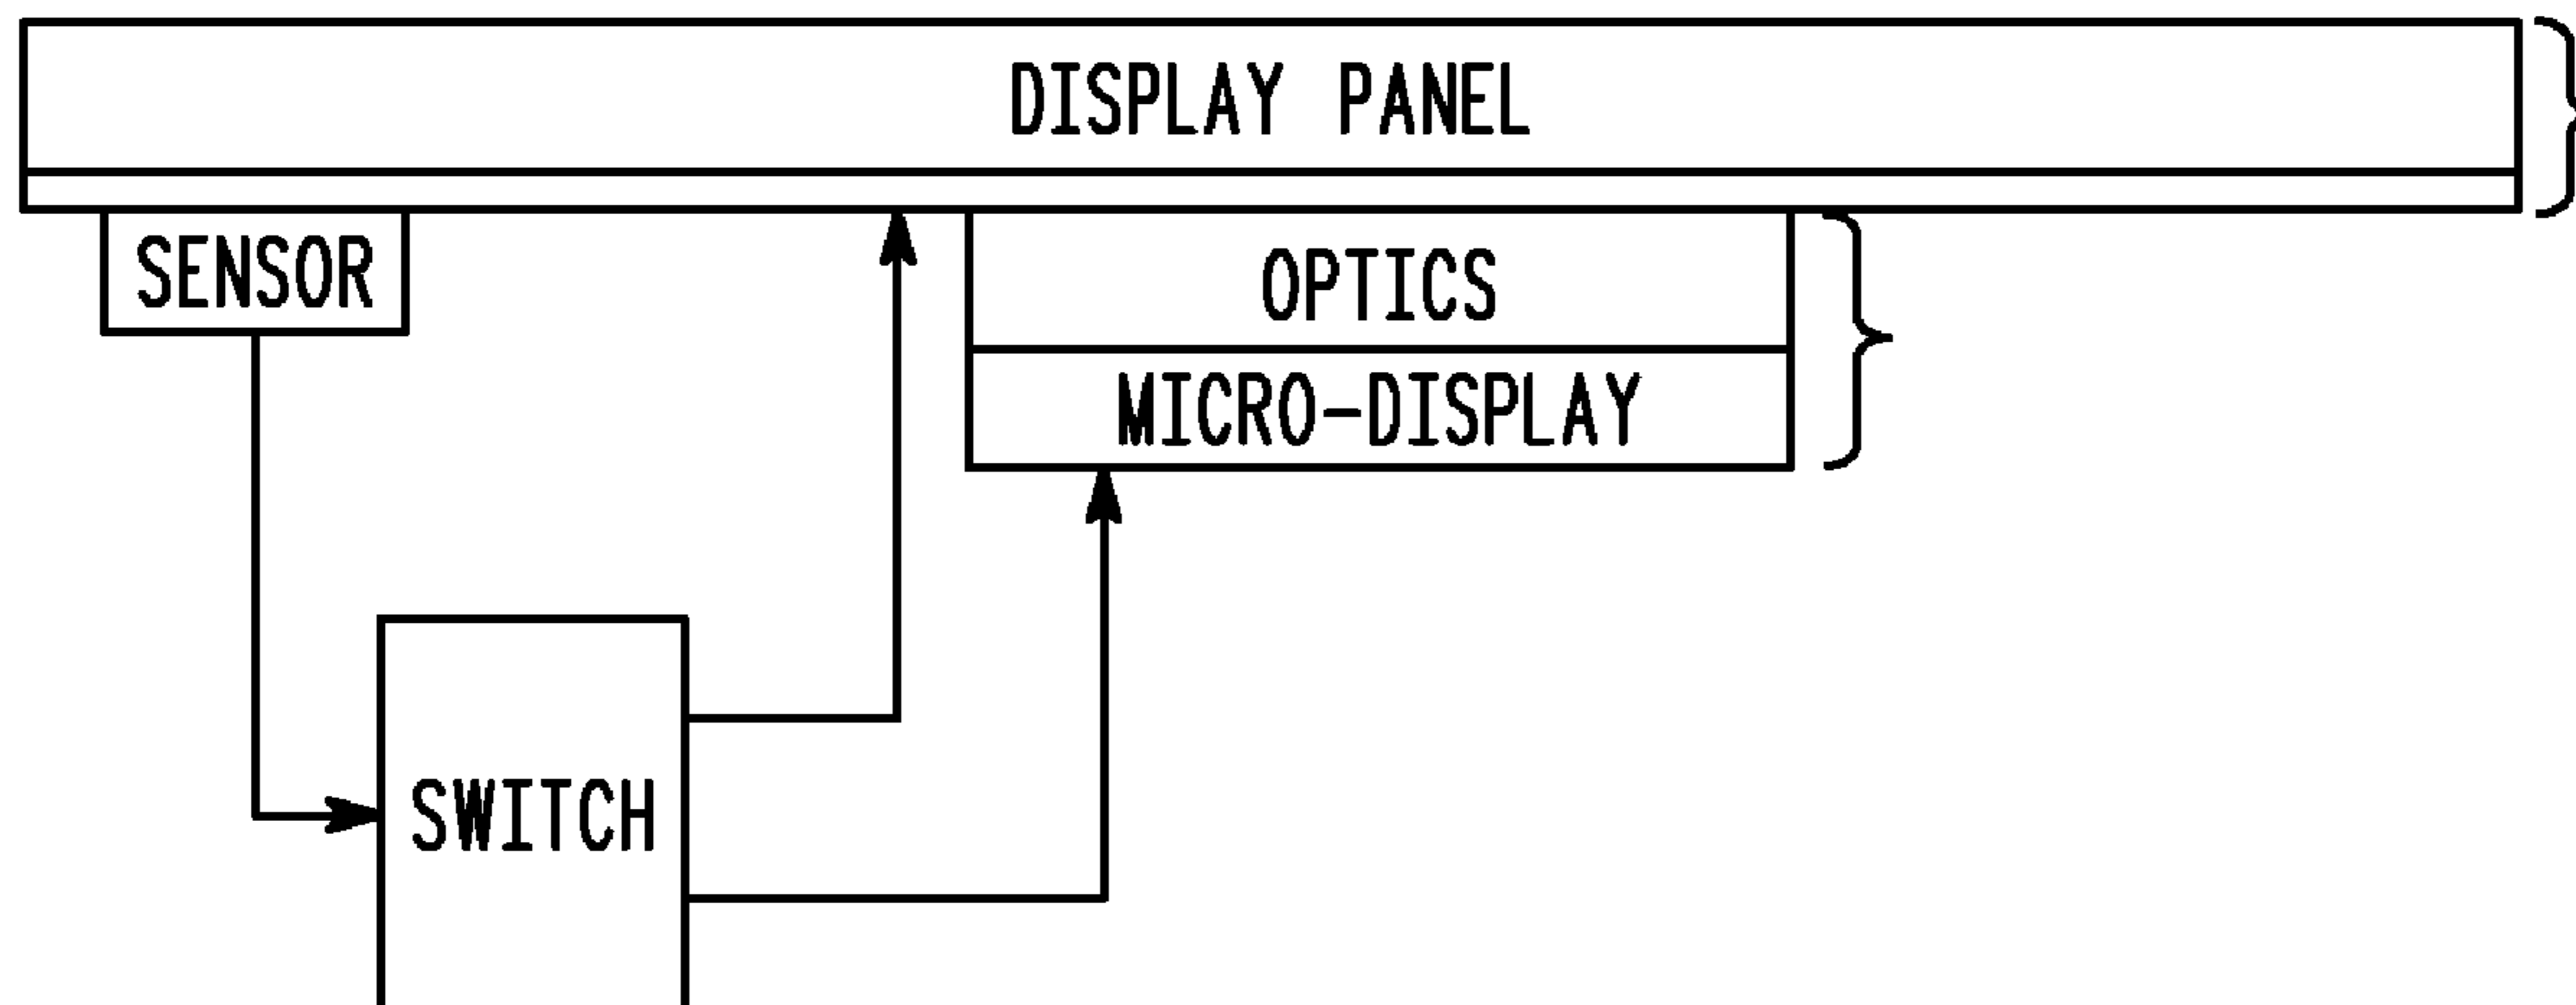 DISPLAY PANEL
SENSOR
OPTICS
MICRO-DISPLAY
SWITCH